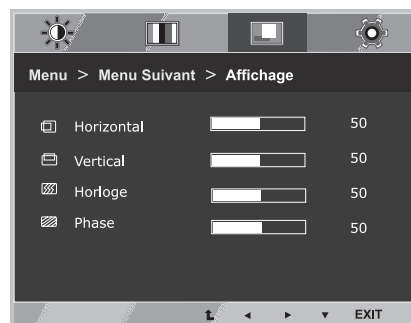 Menu > Menu Suivant > Affichage
Horizontal 50
Vertical 50
Horloge 50
Phase 50
EXIT